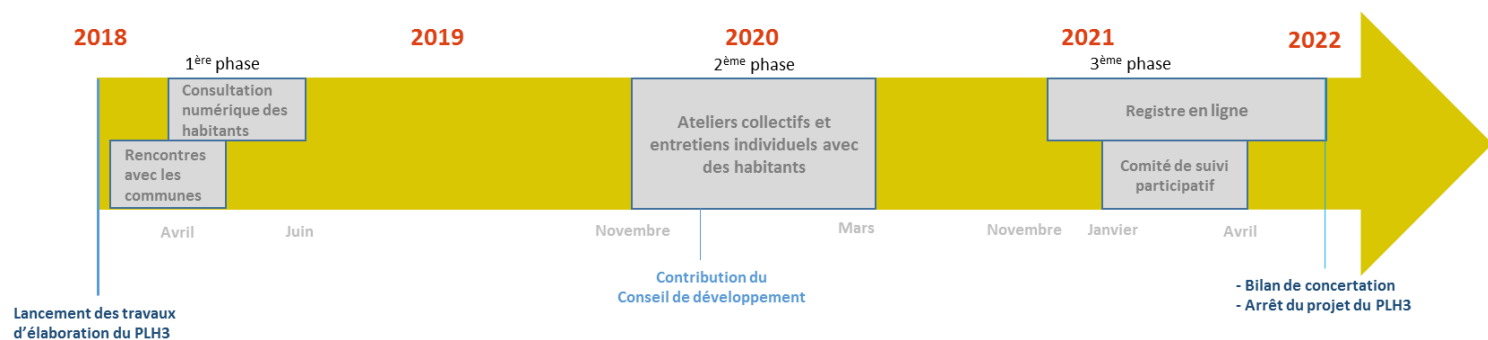 2018
2019
2020
2021
2022
1ère phase
2ème phase
3ème phase
Consultation
numérique des
habitants
Rencontres
avec les
communes
Ateliers collectifs et
entretiens individuels avec
des habitants
Registre en ligne
Comité de suivi
participatif
Avril
Juin
Novembre
Mars
Novembre
Janvier
Avril
Contribution du
Conseil de développement
Lancement des travaux
d’élaboration du PLH3
- Bilan de concertation
- Arrêt du projet du PLH3